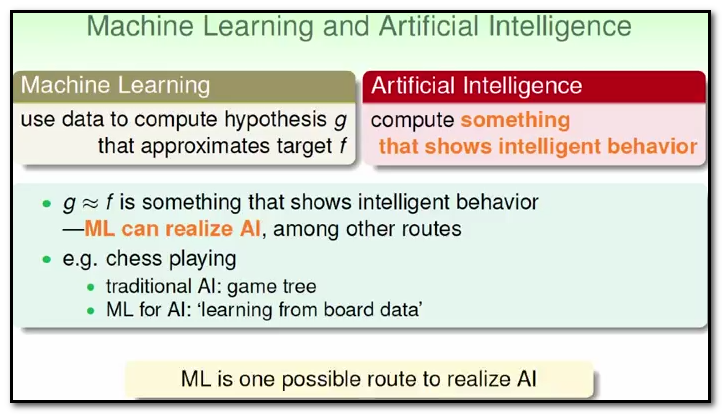 Machine Learning and Artificial Intelligence
Machine Learning
use data to compute hypothesis g
that approximates target f
Artificial Intelligence
compute something
that shows intelligent behavior
• g ≈ f is something that shows intelligent behavior
—ML can realize AI, among other routes
• e.g. chess playing
• traditional AI: game tree
• ML for AI: ‘learning from board data’
ML is one possible route to realize AI